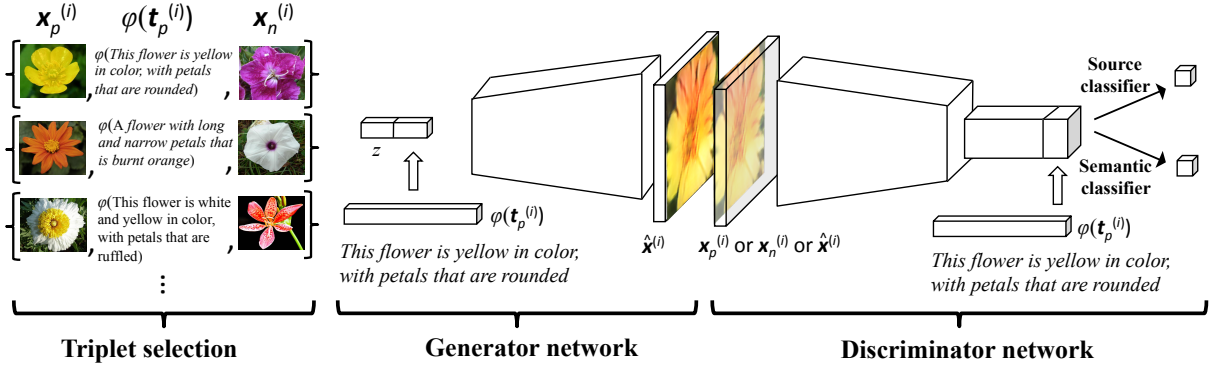 x_p^(i) φ(t_p^(i)) x_n^(i)
φ(This flower is yellow
in color, with petals
that are rounded)
, ,
φ(A flower with long
and narrow petals that
is burnt orange)
, ,
φ(This flower is white
and yellow in color,
with petals that are
ruffled)
, ,
⋮
Triplet selection
z
φ(t_p^(i))
This flower is yellow in color,
with petals that are rounded
Generator network
x̂^(i)
x_p^(i) or x_n^(i) or x̂^(i)
Source
classifier
Semantic
classifier
φ(t_p^(i))
This flower is yellow in color,
with petals that are rounded
Discriminator network